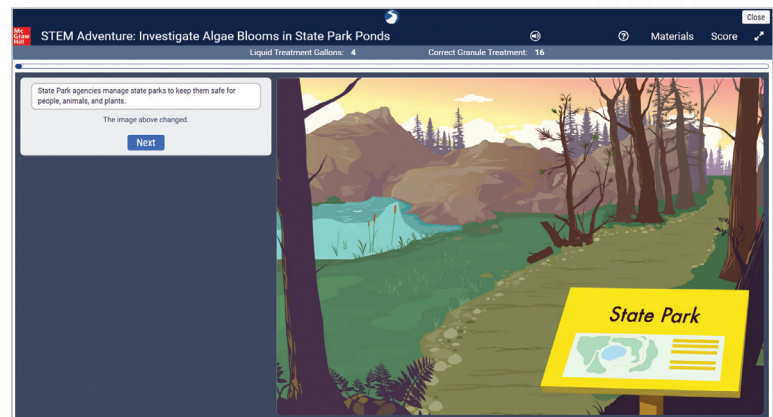 Close
Mc
Graw
Hill
STEM Adventure: Investigate Algae Blooms in State Park Ponds
Materials
Score
Liquid Treatment Gallons: 4
Correct Granule Treatment: 16
State Park agencies manage state parks to keep them safe for
people, animals, and plants.
The image above changed.
Next
State Park